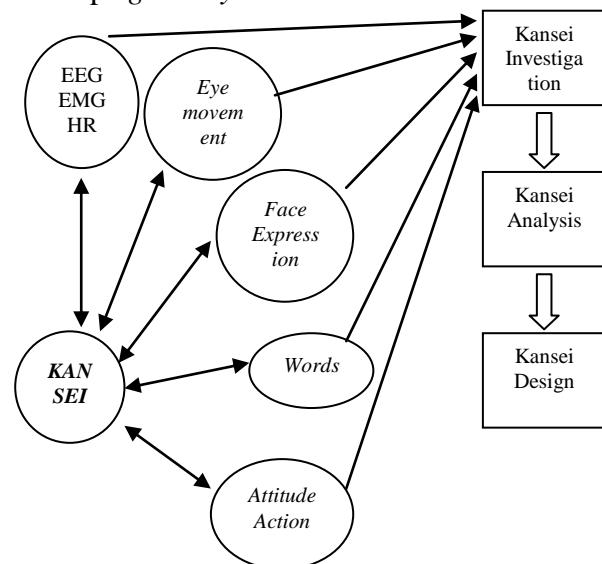 EEG
EMG
HR
Eye
movem
ent
Face
Express
ion
KAN
SEI
Words
Attitude
Action
Kansei
Investiga
tion
Kansei
Analysis
Kansei
Design